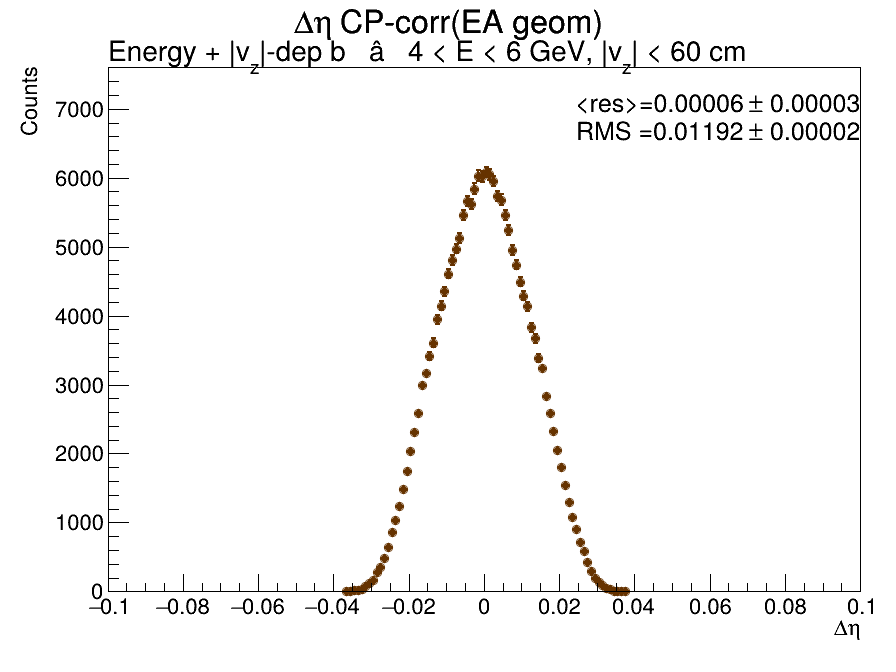 Δη CP-corr(EA geom)
Energy + |v_z|-dep b â 4 < E < 6 GeV, |v_z| < 60 cm
Counts
<res>=0.00006 ± 0.00003
RMS =0.01192 ± 0.00002
7000
6000
5000
4000
3000
2000
1000
0
−0.1 −0.08 −0.06 −0.04 −0.02 0 0.02 0.04 0.06 0.08 0.1
Δη